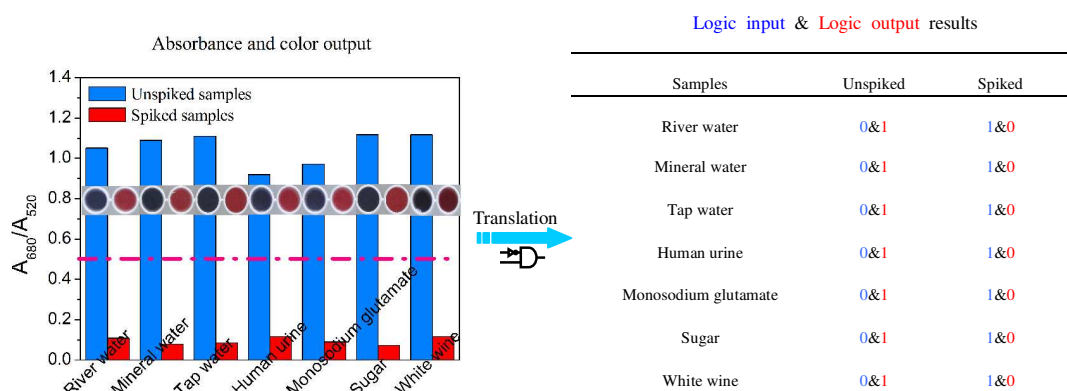 Absorbance and color output
A680/A520
1.4
1.2
1.0
0.8
0.6
0.4
0.2
0.0
Unspiked samples
Spiked samples
River water
Mineral water
Tap water
Human urine
Monosodium glutamate
Sugar
White wine
Translation
Logic input & Logic output results
Samples Unspiked Spiked
River water 0&1 1&0
Mineral water 0&1 1&0
Tap water 0&1 1&0
Human urine 0&1 1&0
Monosodium glutamate 0&1 1&0
Sugar 0&1 1&0
White wine 0&1 1&0